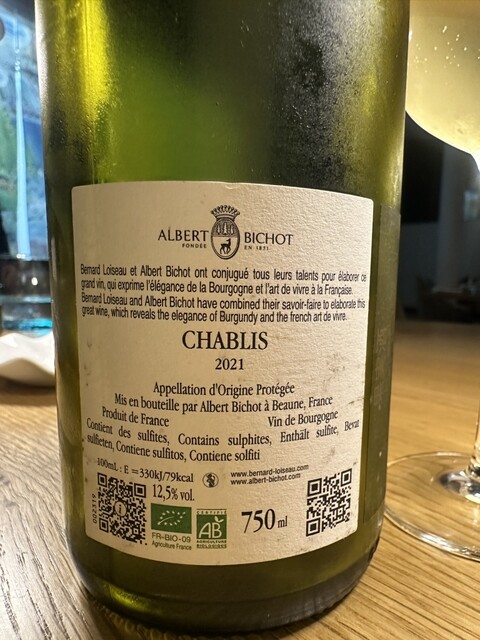 ALBERT BICHOT
FONDÉE EN 1831
Bernard Loiseau et Albert Bichot ont conjugué tous leurs talents pour élaborer ce
grand vin, qui exprime l'élégance de la Bourgogne et l'art de vivre à la Française.
Bernard Loiseau and Albert Bichot have combined their savoir-faire to elaborate this
great wine, which reveals the elegance of Burgundy and the french art de vivre.
CHABLIS
2021
Appellation d'Origine Protégée
Mis en bouteille par Albert Bichot à Beaune, France
Produit de France Vin de Bourgogne
Contient des sulfites, Contains sulphites, Enthält sulfite, Bevat
sulfieten, Contiene sulfitos, Contiene solfiti
100mL : E = 330kJ/79kcal
www.bernard-loiseau.com
www.albert-bichot.com
12,5% vol.
750 ml
CERTIFIÉ
AB
AGRICULTURE
BIOLOGIQUE
FR-BIO-09
Agriculture France